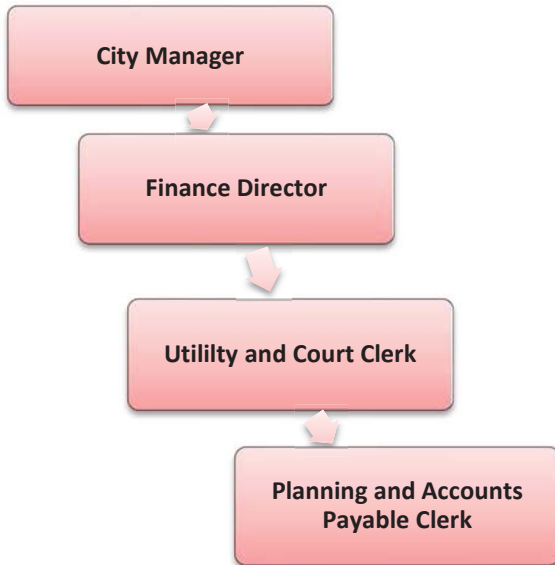 City Manager
Finance Director
Utililty and Court Clerk
Planning and Accounts
Payable Clerk